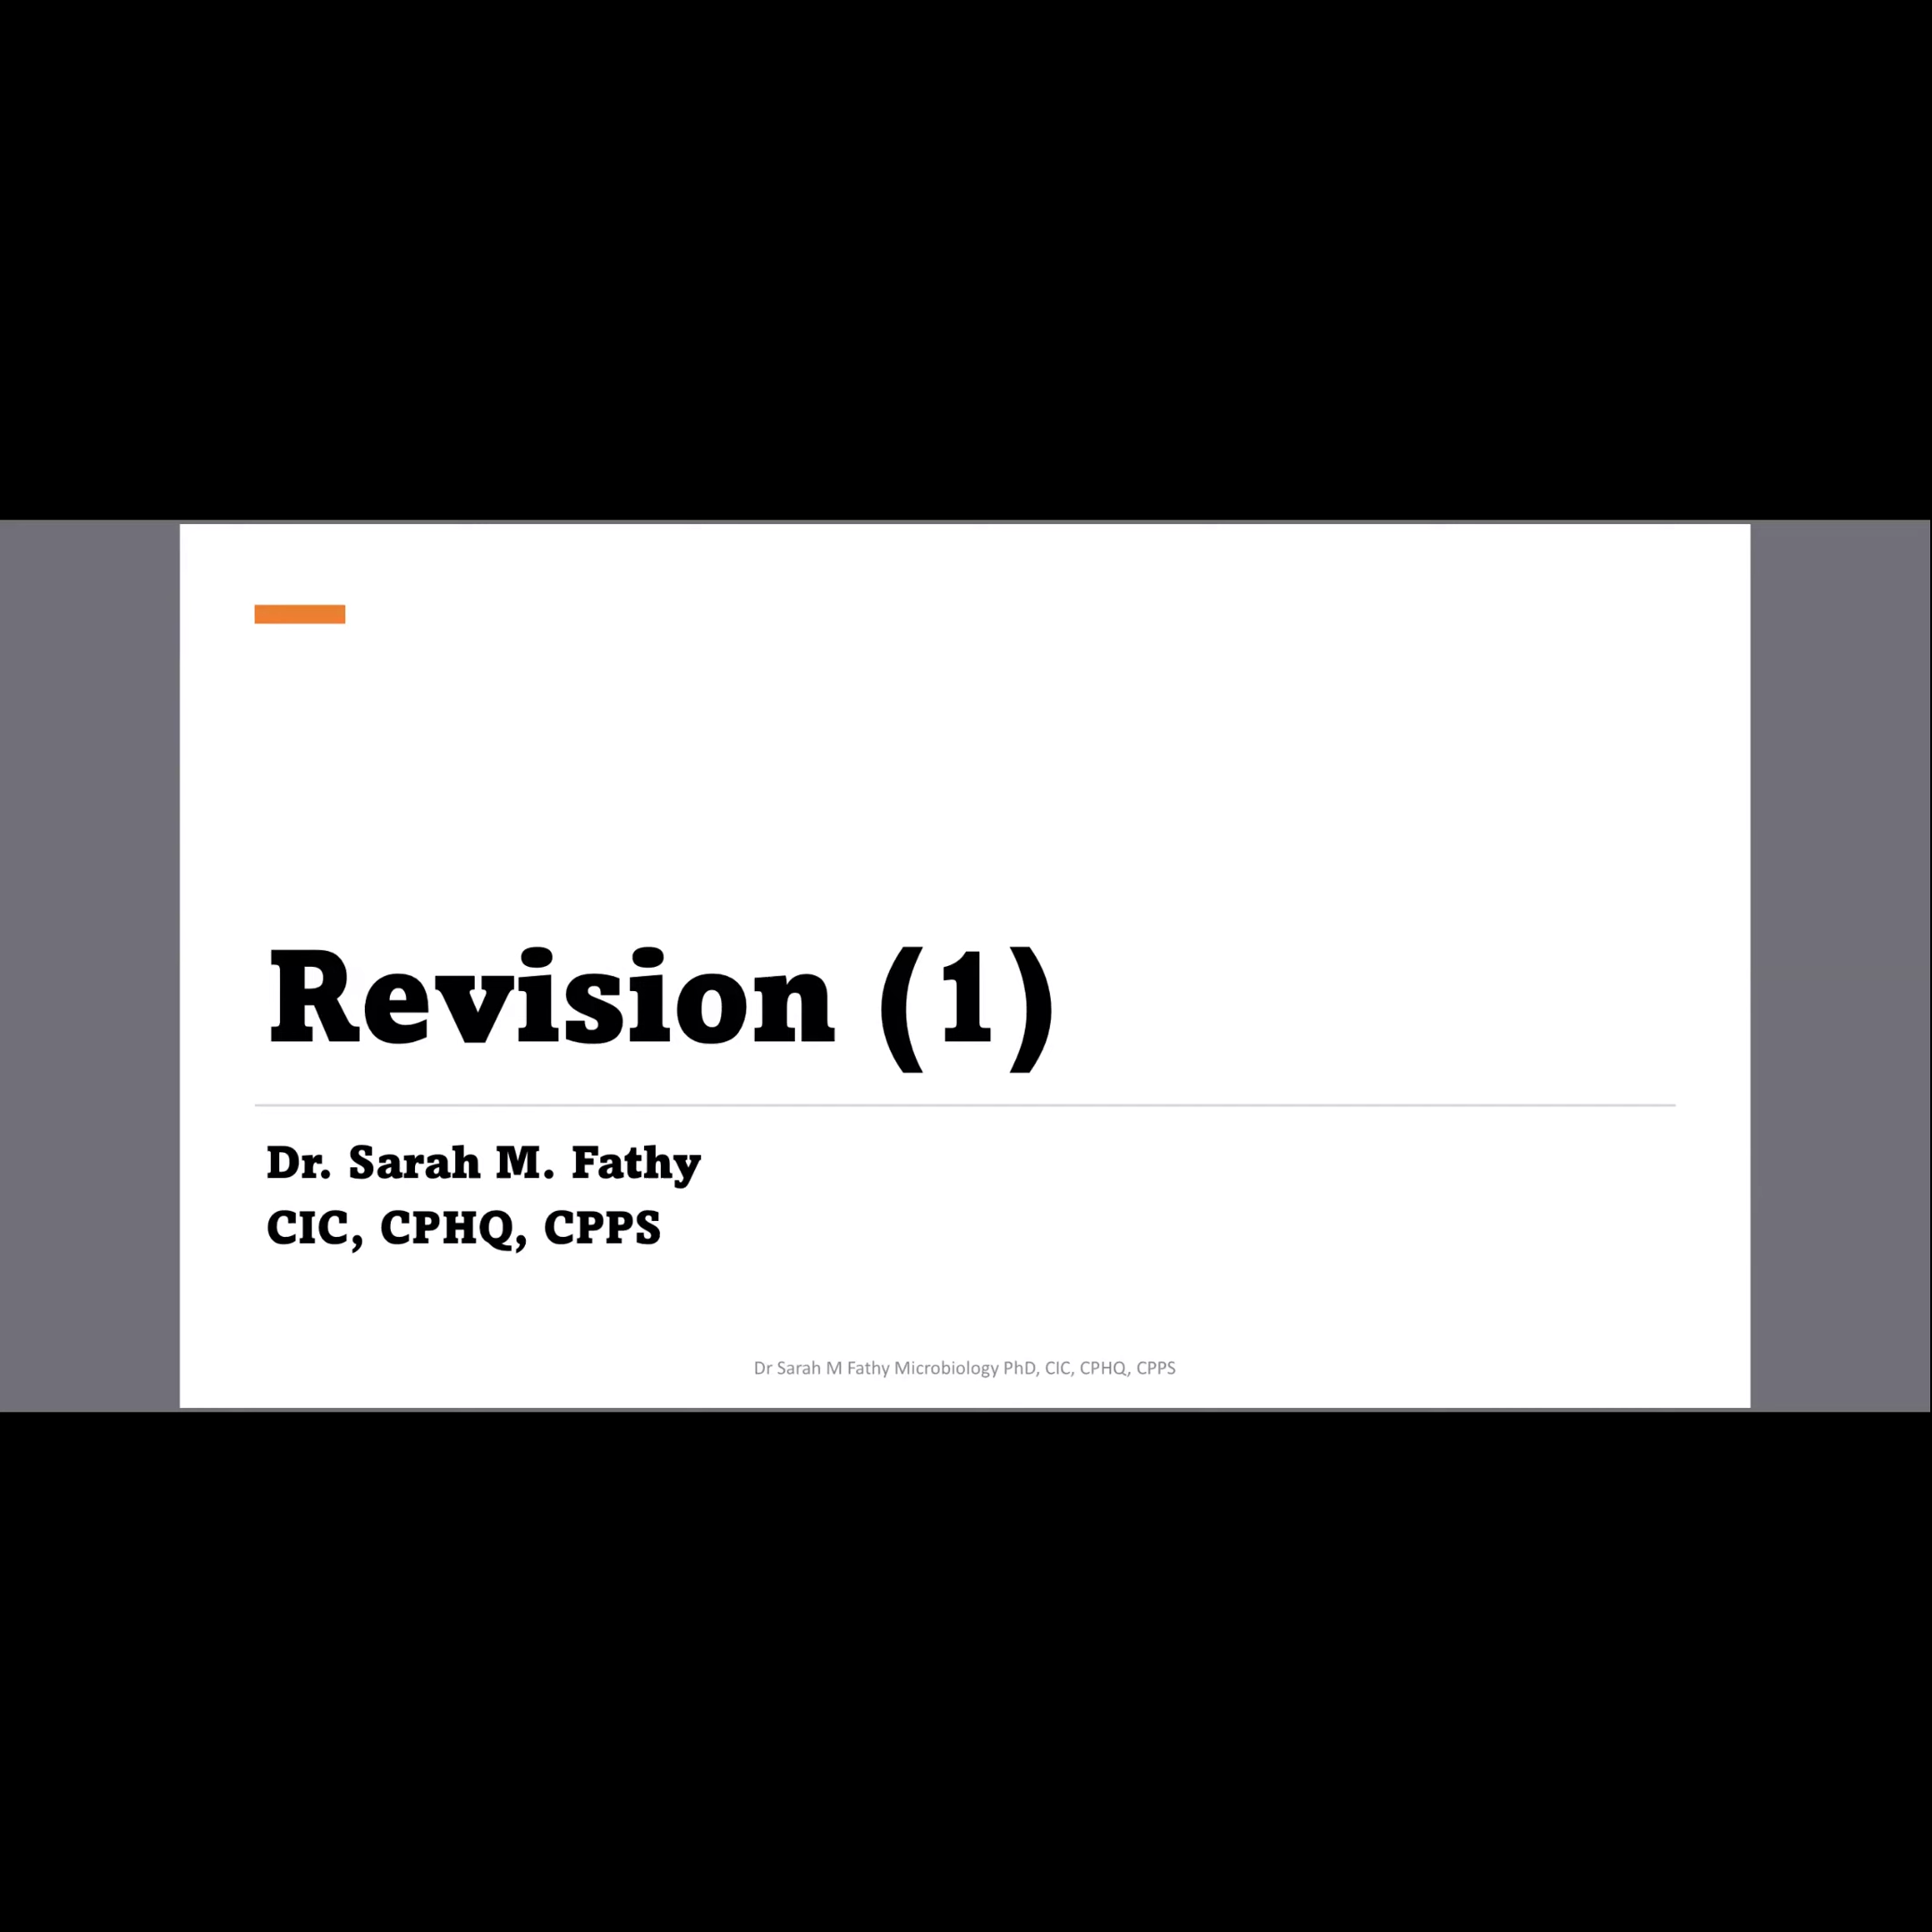 Revision (1)
Dr. Sarah M. Fathy
CIC, CPHQ, CPPS
Dr Sarah M Fathy Microbiology PhD, CIC, CPHQ, CPPS